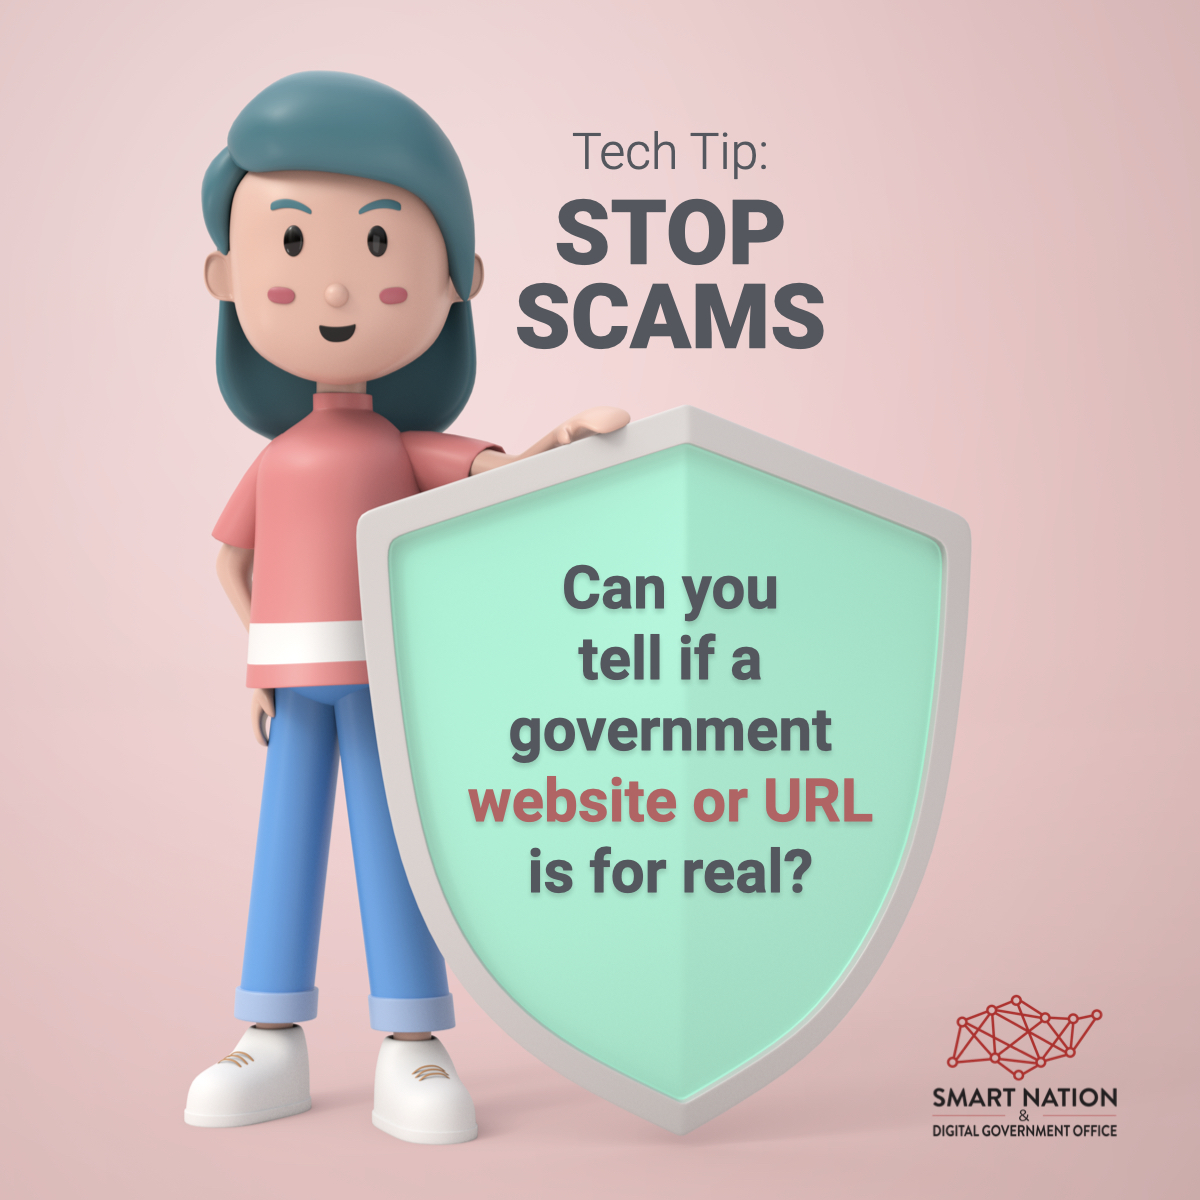 Tech Tip:
STOP
SCAMS
Can you
tell if a
government
website or URL
is for real?
SMART NATION
&
DIGITAL GOVERNMENT OFFICE